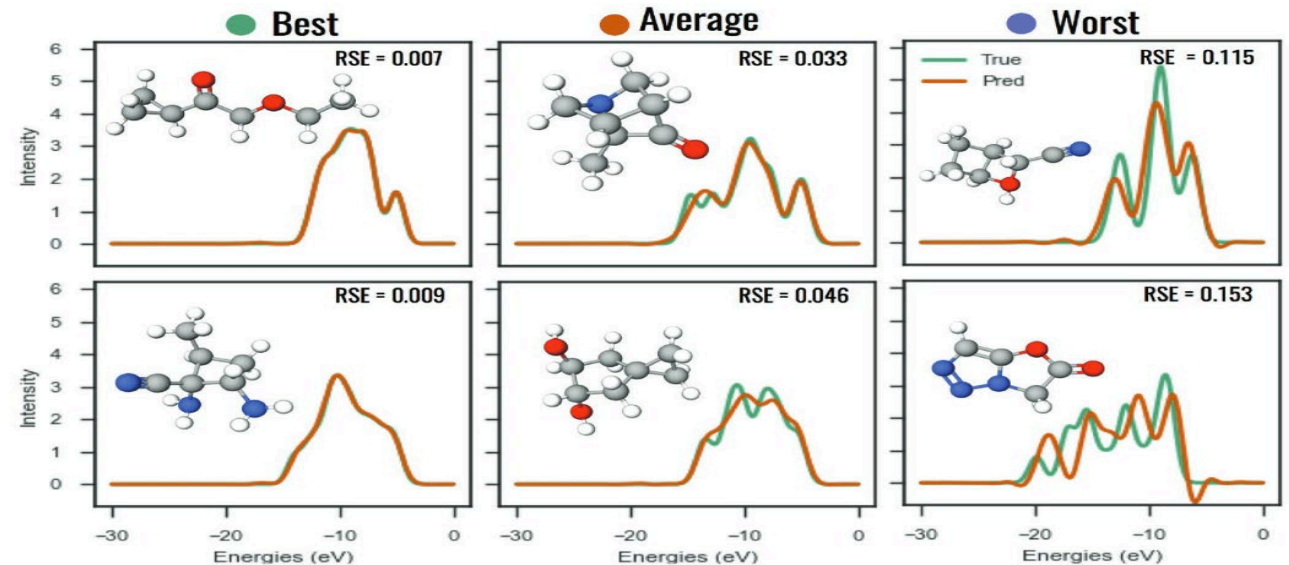 Best
Average
Worst
6
5
4
3
2
1
0
Intensity
RSE = 0.007
RSE = 0.033
True
Pred
RSE = 0.115
6
5
4
3
2
1
0
Intensity
RSE = 0.009
RSE = 0.046
RSE = 0.153
−30 −20 −10 0
Energies (eV)
−30 −20 −10 0
Energies (eV)
−30 −20 −10 0
Energies (eV)